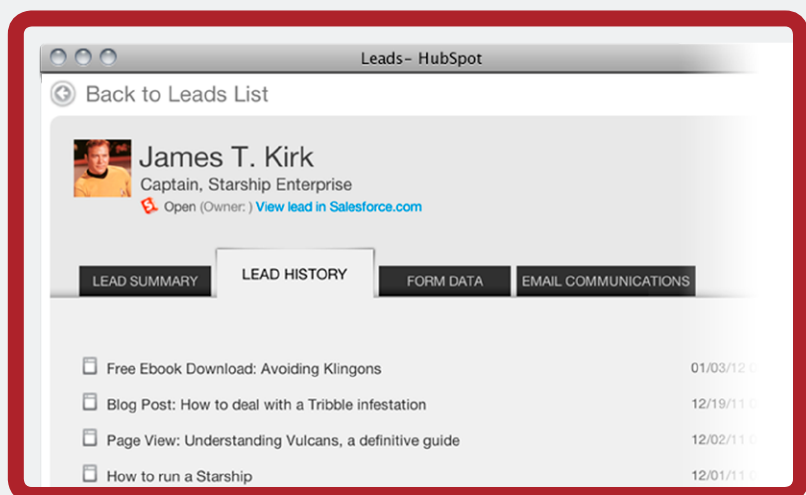 Leads- HubSpot
Back to Leads List
James T. Kirk
Captain, Starship Enterprise
Open (Owner: ) View lead in Salesforce.com
LEAD SUMMARY LEAD HISTORY FORM DATA EMAIL COMMUNICATIONS
Free Ebook Download: Avoiding Klingons 01/03/12
Blog Post: How to deal with a Tribble infestation 12/19/11
Page View: Understanding Vulcans, a definitive guide 12/02/11
How to run a Starship 12/01/11